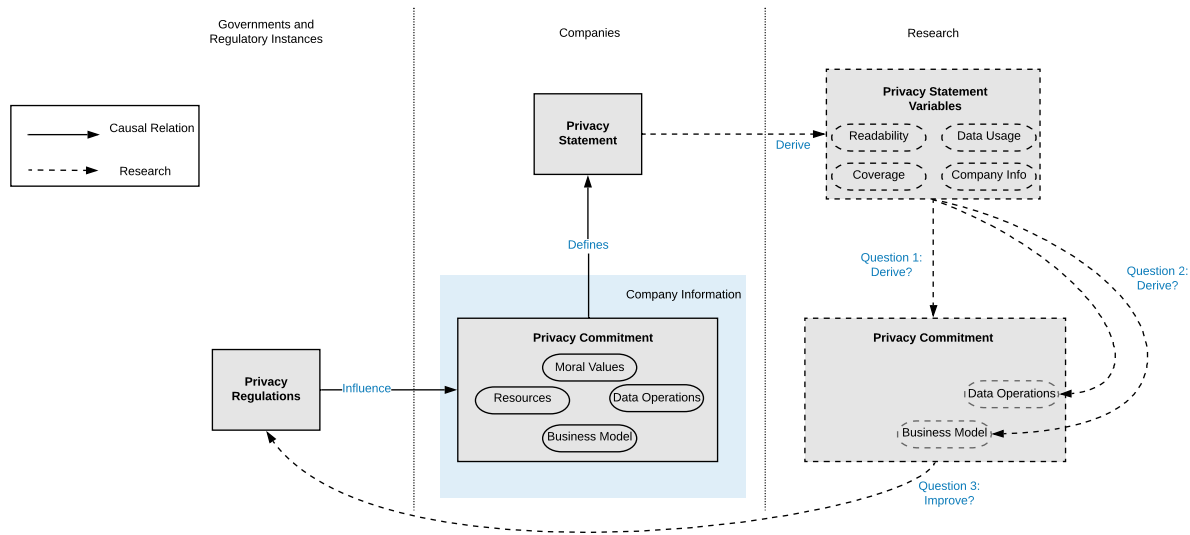 Governments and
Regulatory Instances
Companies
Research
Causal Relation
Research
Privacy
Statement
Derive
Privacy Statement
Variables
Readability
Data Usage
Coverage
Company Info
Defines
Question 1:
Derive?
Question 2:
Derive?
Company Information
Privacy Commitment
Moral Values
Resources
Data Operations
Business Model
Privacy
Regulations
Influence
Privacy Commitment
Data Operations
Business Model
Question 3:
Improve?